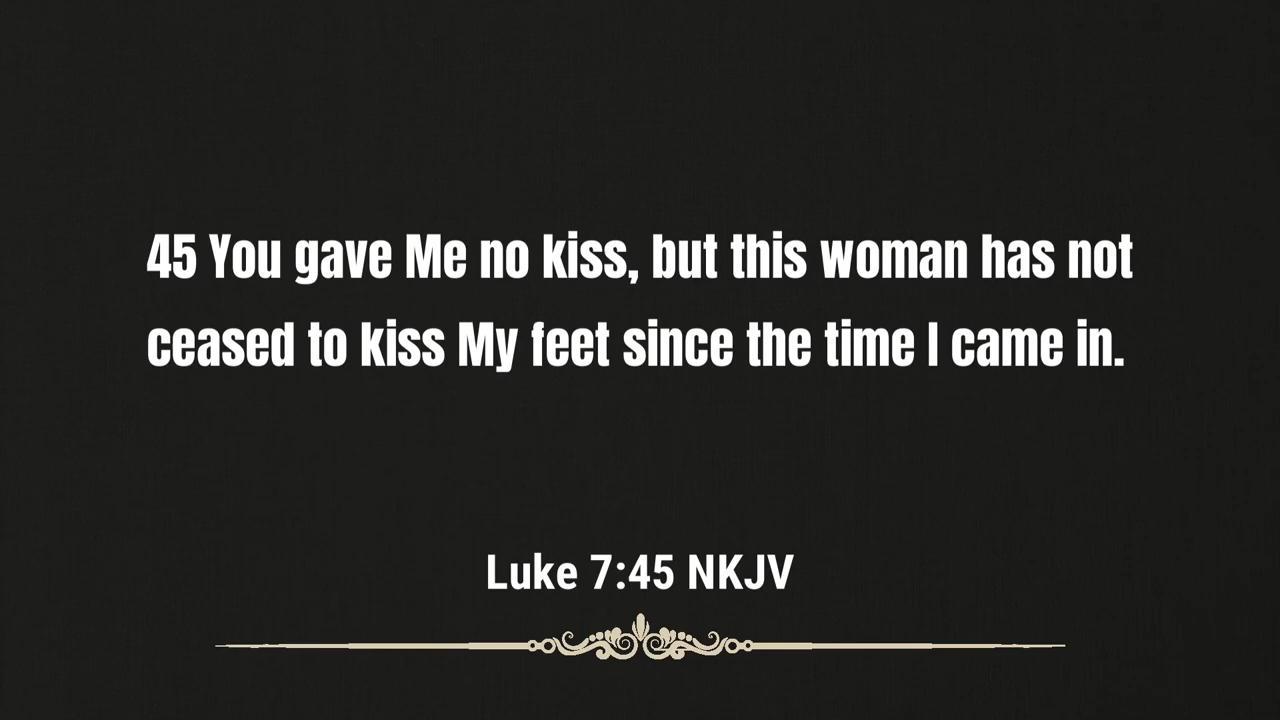 45 You gave Me no kiss, but this woman has not
ceased to kiss My feet since the time I came in.
Luke 7:45 NKJV